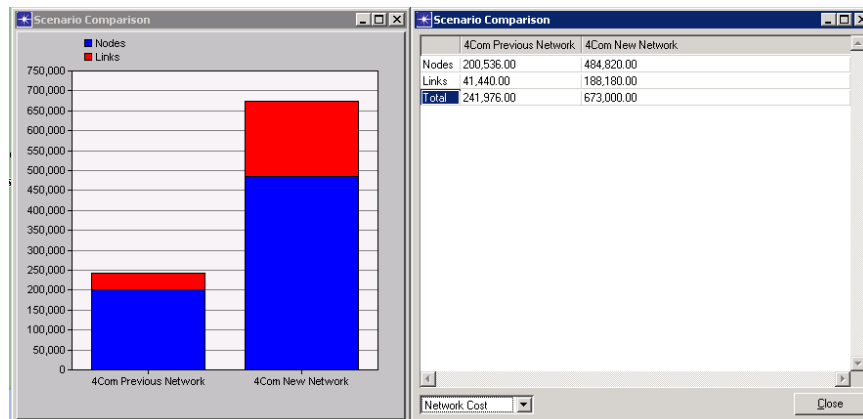 Scenario Comparison
Nodes
Links
750,000
700,000
650,000
600,000
550,000
500,000
450,000
400,000
350,000
300,000
250,000
200,000
150,000
100,000
50,000
0
4Com Previous Network 4Com New Network
Scenario Comparison
4Com Previous Network 4Com New Network
Nodes 200,536.00 484,820.00
Links 41,440.00 188,180.00
Total 241,976.00 673,000.00
Network Cost
Close